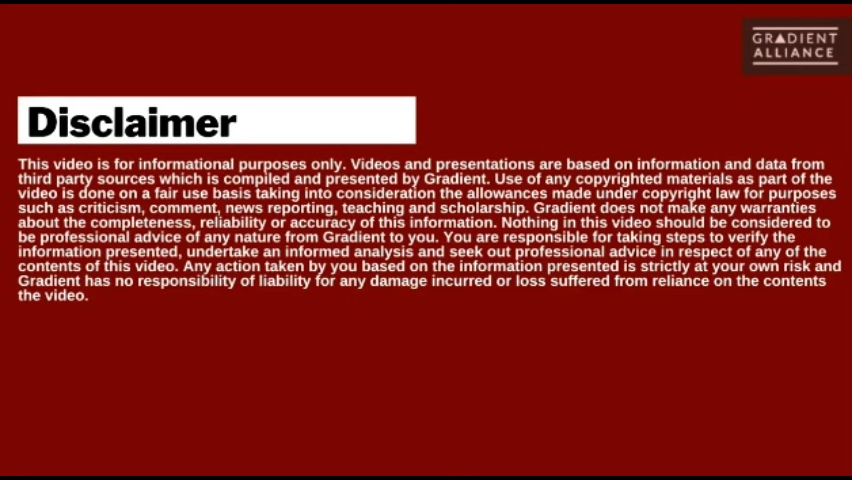 GRADIENT
ALLIANCE
Disclaimer
This video is for informational purposes only. Videos and presentations are based on information and data from
third party sources which is compiled and presented by Gradient. Use of any copyrighted materials as part of the
video is done on a fair use basis taking into consideration the allowances made under copyright law for purposes
such as criticism, comment, news reporting, teaching and scholarship. Gradient does not make any warranties
about the completeness, reliability or accuracy of this information. Nothing in this video should be considered to
be professional advice of any nature from Gradient to you. You are responsible for taking steps to verify the
information presented, undertake an informed analysis and seek out professional advice in respect of any of the
contents of this video. Any action taken by you based on the information presented is strictly at your own risk and
Gradient has no responsibility of liability for any damage incurred or loss suffered from reliance on the contents
the video.